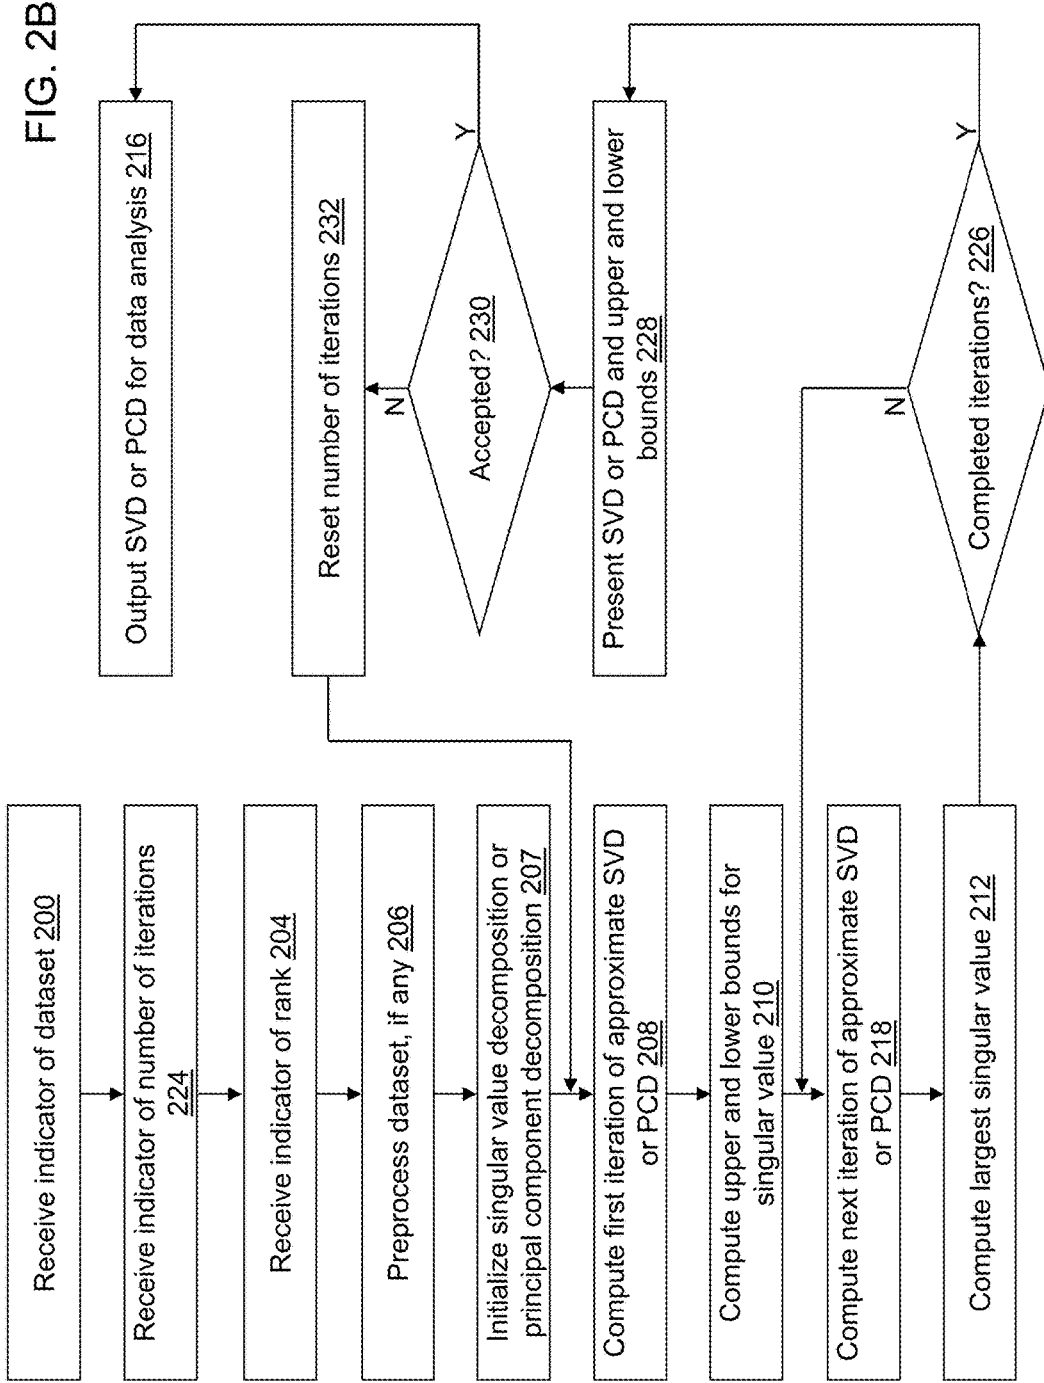 FIG. 2B
Receive indicator of dataset 200
Receive indicator of number of iterations
224
Receive indicator of rank 204
Preprocess dataset, if any 206
Initialize singular value decomposition or
principal component decomposition 207
Compute first iteration of approximate SVD
or PCD 208
Compute upper and lower bounds for
singular value 210
Compute next iteration of approximate SVD
or PCD 218
Compute largest singular value 212
Output SVD or PCD for data analysis 216
Reset number of iterations 232
N
Accepted? 230
Y
Present SVD or PCD and upper and lower
bounds 228
N
Completed iterations? 226
Y